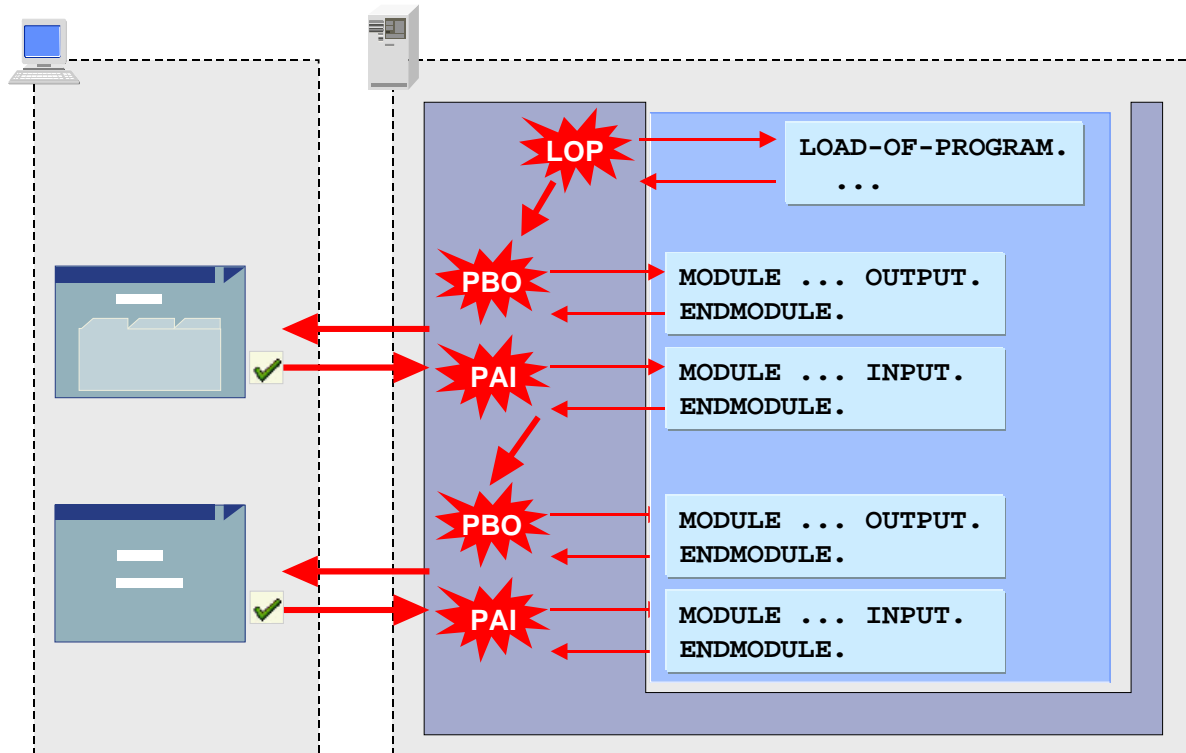 LOP
LOAD-OF-PROGRAM.
...
PBO
MODULE ... OUTPUT.
ENDMODULE.
PAI
MODULE ... INPUT.
ENDMODULE.
PBO
MODULE ... OUTPUT.
ENDMODULE.
PAI
MODULE ... INPUT.
ENDMODULE.